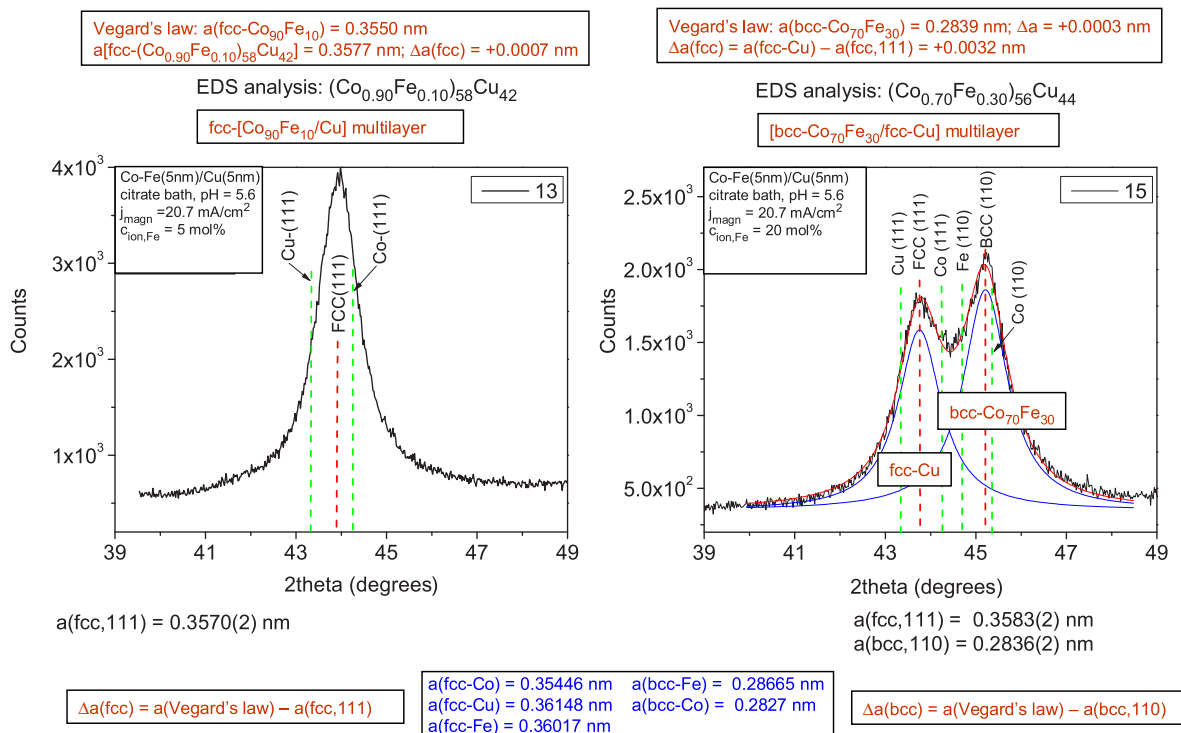 Vegard's law: a(fcc-Co₉₀Fe₁₀) = 0.3550 nm
a[fcc-(Co₀.₉₀Fe₀.₁₀)₅₈Cu₄₂] = 0.3577 nm; Δa(fcc) = +0.0007 nm
EDS analysis: (Co₀.₉₀Fe₀.₁₀)₅₈Cu₄₂
fcc-[Co₉₀Fe₁₀/Cu] multilayer
Co-Fe(5nm)/Cu(5nm)
citrate bath, pH = 5.6
jmagn =20.7 mA/cm²
cion,Fe = 5 mol%
13
Cu-(111)
FCC(111)
Co-(111)
4x10³
3x10³
2x10³
1x10³
Counts
39 41 43 45 47 49
2theta (degrees)
a(fcc,111) = 0.3570(2) nm
Vegard's law: a(bcc-Co₇₀Fe₃₀) = 0.2839 nm; Δa = +0.0003 nm
Δa(fcc) = a(fcc-Cu) – a(fcc,111) = +0.0032 nm
EDS analysis: (Co₀.₇₀Fe₀.₃₀)₅₆Cu₄₄
[bcc-Co₇₀Fe₃₀/fcc-Cu] multilayer
Co-Fe(5nm)/Cu(5nm)
citrate bath, pH = 5.6
jmagn = 20.7 mA/cm²
cion,Fe = 20 mol%
15
Cu (111)
FCC (111)
Co (111)
Fe (110)
BCC (110)
Co (110)
bcc-Co₇₀Fe₃₀
fcc-Cu
2.5x10³
2.0x10³
1.5x10³
1.0x10³
5.0x10²
Counts
39 41 43 45 47 49
2theta (degrees)
a(fcc,111) = 0.3583(2) nm
a(bcc,110) = 0.2836(2) nm
Δa(fcc) = a(Vegard's law) – a(fcc,111)
a(fcc-Co) = 0.35446 nm a(bcc-Fe) = 0.28665 nm
a(fcc-Cu) = 0.36148 nm a(bcc-Co) = 0.2827 nm
a(fcc-Fe) = 0.36017 nm
Δa(bcc) = a(Vegard's law) – a(bcc,110)